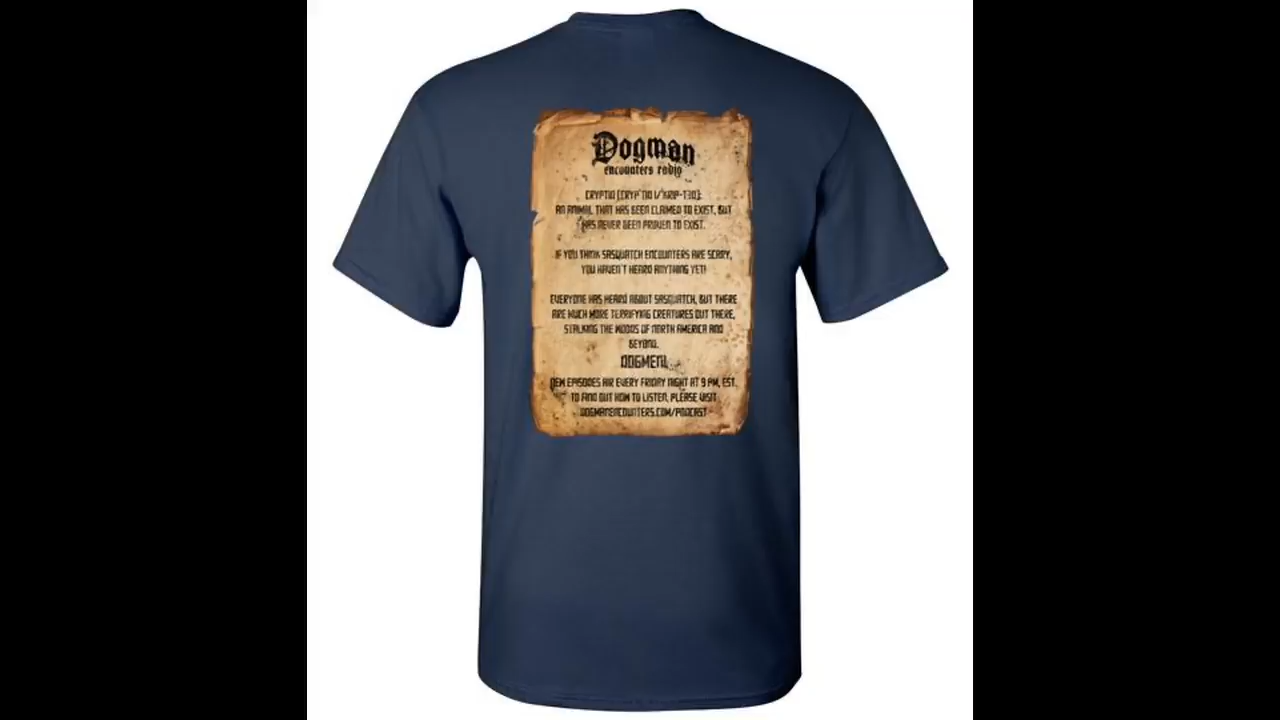 Dogman
encounters radio
CRYPTID [CRYP´TID \/´KRIP-TƎD]:
AN ANIMAL THAT HAS BEEN CLAIMED TO EXIST, BUT
HAS NEVER BEEN PROVEN TO EXIST.
IF YOU THINK SASQUATCH ENCOUNTERS ARE SCARY,
YOU HAVEN'T HEARD ANYTHING YET!
EVERYONE HAS HEARD ABOUT SASQUATCH, BUT THERE
ARE MUCH MORE TERRIFYING CREATURES OUT THERE,
STALKING THE WOODS OF NORTH AMERICA AND
BEYOND.
DOGMEN!
NEW EPISODES AIR EVERY FRIDAY NIGHT AT 9 PM, EST.
TO FIND OUT HOW TO LISTEN, PLEASE VISIT
DOGMANENCOUNTERS.COM/PODCAST